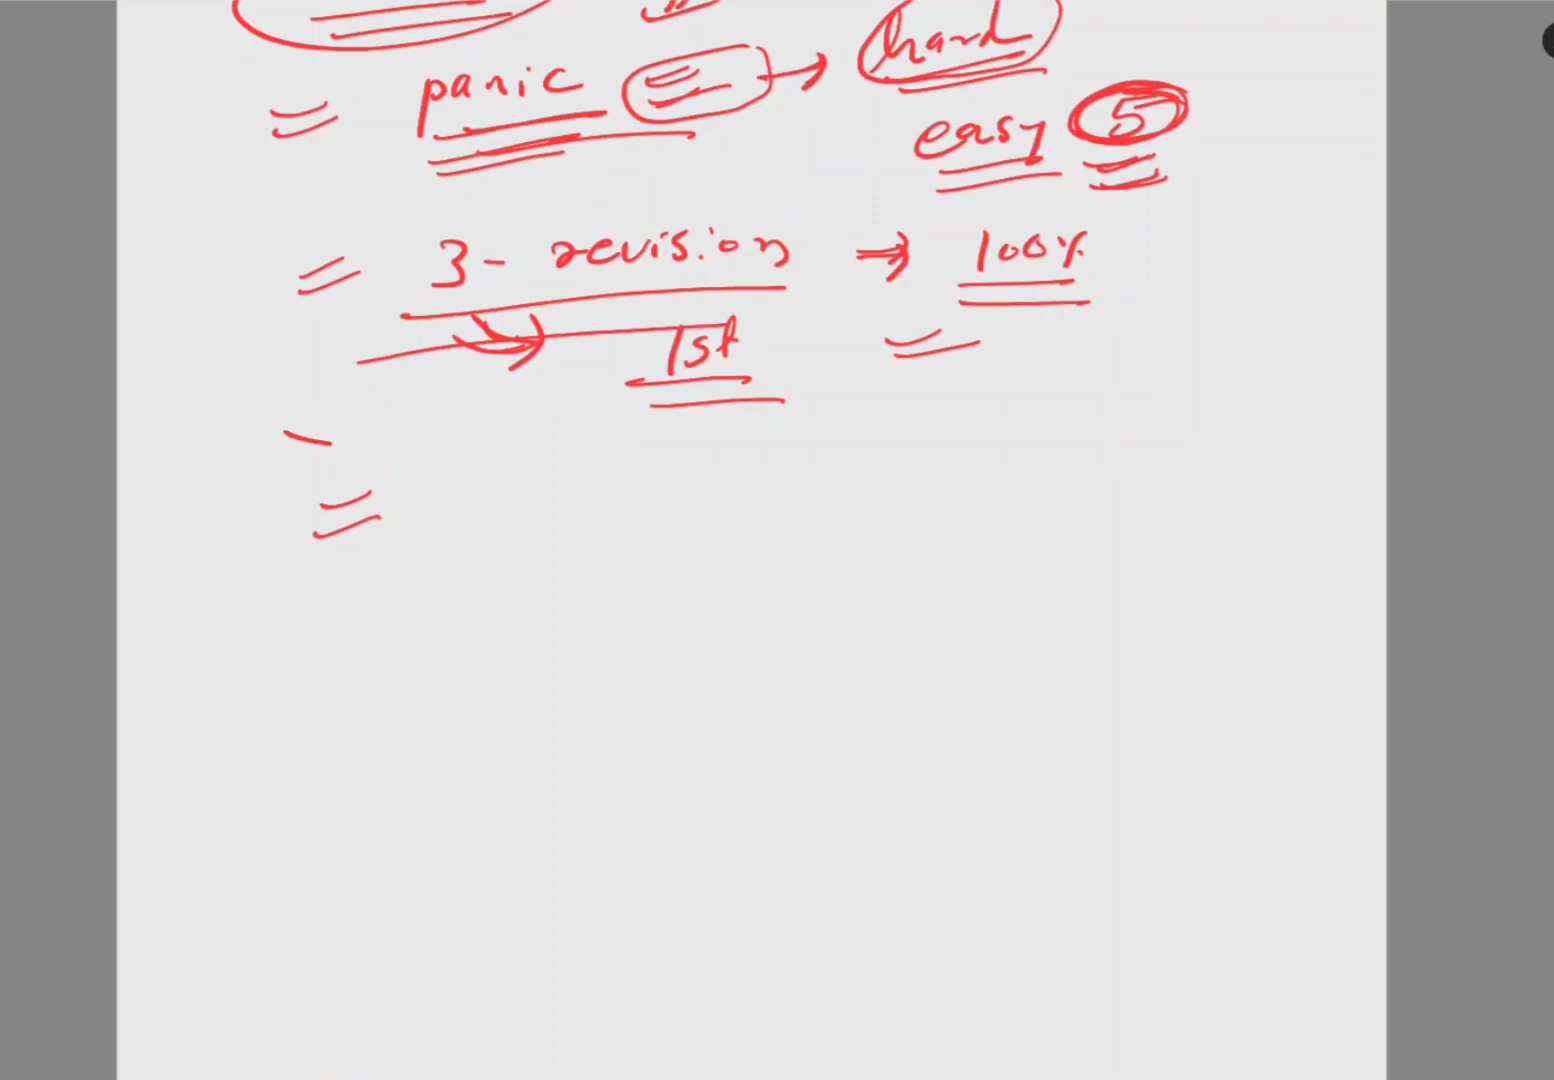 hard
panic →
easy 5
3 - revision ⇒ 100%
1st